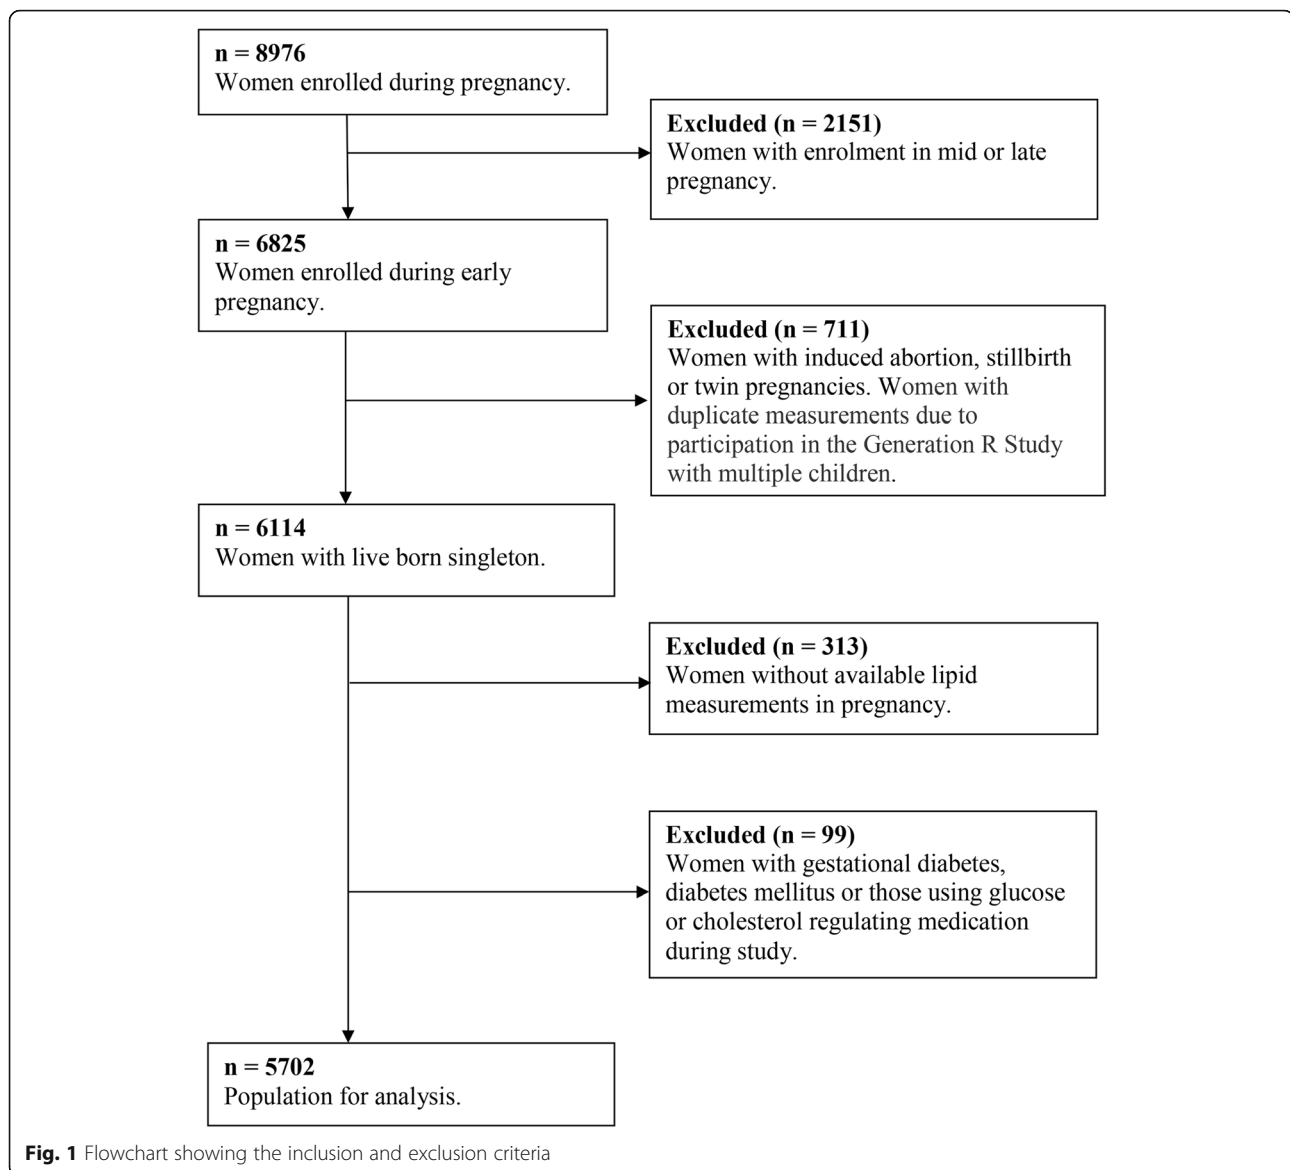 n = 8976
Women enrolled during pregnancy.
Excluded (n = 2151)
Women with enrolment in mid or late
pregnancy.
n = 6825
Women enrolled during early
pregnancy.
Excluded (n = 711)
Women with induced abortion, stillbirth
or twin pregnancies. Women with
duplicate measurements due to
participation in the Generation R Study
with multiple children.
n = 6114
Women with live born singleton.
Excluded (n = 313)
Women without available lipid
measurements in pregnancy.
Excluded (n = 99)
Women with gestational diabetes,
diabetes mellitus or those using glucose
or cholesterol regulating medication
during study.
n = 5702
Population for analysis.
Fig. 1 Flowchart showing the inclusion and exclusion criteria